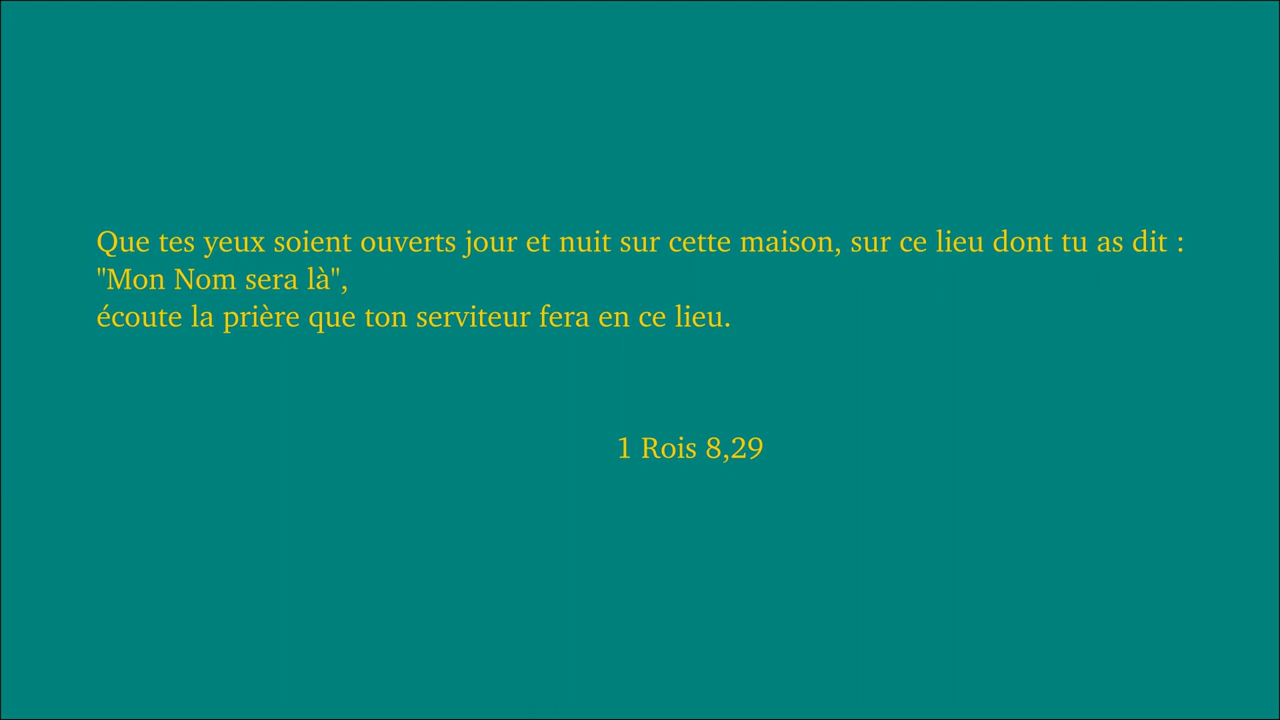 Que tes yeux soient ouverts jour et nuit sur cette maison, sur ce lieu dont tu as dit :
"Mon Nom sera là",
écoute la prière que ton serviteur fera en ce lieu.
1 Rois 8,29